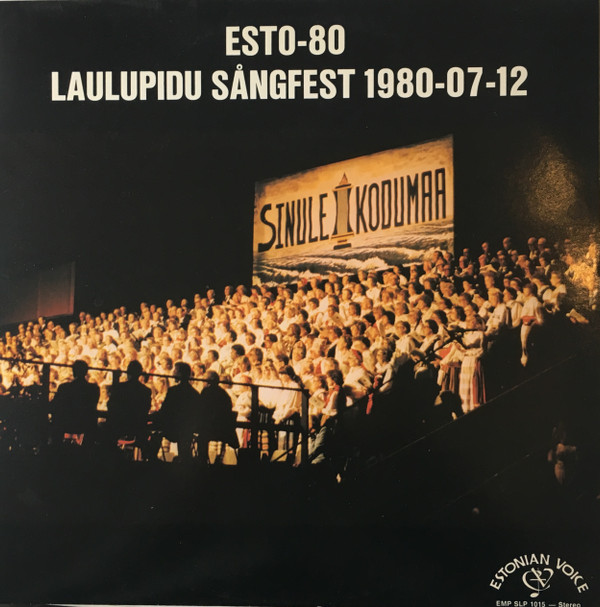 ESTO-80
LAULUPIDU SÅNGFEST 1980-07-12
SINULE KODUMAA
ESTONIAN VOICE
EMP SLP 1015 — Stereo